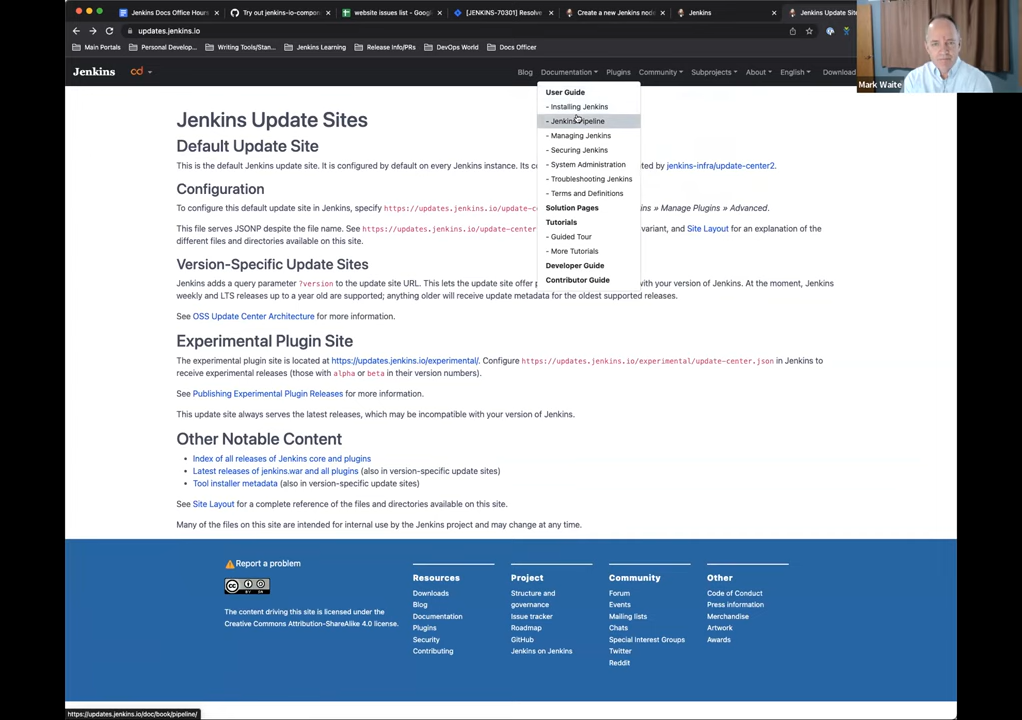 Jenkins Docs Office Hours
Try out jenkins-io-compon
website issues list - Googl
[JENKINS-70301] Resolve
Create a new Jenkins node
Jenkins
Jenkins Update Site
updates.jenkins.io
Main Portals
Personal Develop...
Writing Tools/Stan...
Jenkins Learning
Release Info/PRs
DevOps World
Docs Officer
Mark Waite
Jenkins
cd
Blog
Documentation
Plugins
Community
Subprojects
About
English
Download
User Guide
- Installing Jenkins
- Jenkins Pipeline
- Managing Jenkins
- Securing Jenkins
- System Administration
- Troubleshooting Jenkins
- Terms and Definitions
Solution Pages
Tutorials
- Guided Tour
- More Tutorials
Developer Guide
Contributor Guide
Jenkins Update Sites
Default Update Site
This is the default Jenkins update site. It is configured by default on every Jenkins instance. Its co ated by jenkins-infra/update-center2.
Configuration
To configure this default update site in Jenkins, specify https://updates.jenkins.io/update-ce nkins » Manage Plugins » Advanced.
This file serves JSONP despite the file name. See https://updates.jenkins.io/update-center variant, and Site Layout for an explanation of the
different files and directories available on this site.
Version-Specific Update Sites
Jenkins adds a query parameter ?version to the update site URL. This lets the update site offer p with your version of Jenkins. At the moment, Jenkins
weekly and LTS releases up to a year old are supported; anything older will receive update metadata for the oldest supported releases.
See OSS Update Center Architecture for more information.
Experimental Plugin Site
The experimental plugin site is located at https://updates.jenkins.io/experimental/. Configure https://updates.jenkins.io/experimental/update-center.json in Jenkins to
receive experimental releases (those with alpha or beta in their version numbers).
See Publishing Experimental Plugin Releases for more information.
This update site always serves the latest releases, which may be incompatible with your version of Jenkins.
Other Notable Content
Index of all releases of Jenkins core and plugins
Latest releases of jenkins.war and all plugins (also in version-specific update sites)
Tool installer metadata (also in version-specific update sites)
See Site Layout for a complete reference of the files and directories available on this site.
Many of the files on this site are intended for internal use by the Jenkins project and may change at any time.
Report a problem
CC BY SA
The content driving this site is licensed under the
Creative Commons Attribution-ShareAlike 4.0 license.
Resources
Downloads
Blog
Documentation
Plugins
Security
Contributing
Project
Structure and
governance
Issue tracker
Roadmap
GitHub
Jenkins on Jenkins
Community
Forum
Events
Mailing lists
Chats
Special Interest Groups
Twitter
Reddit
Other
Code of Conduct
Press information
Merchandise
Artwork
Awards
https://updates.jenkins.io/doc/book/pipeline/